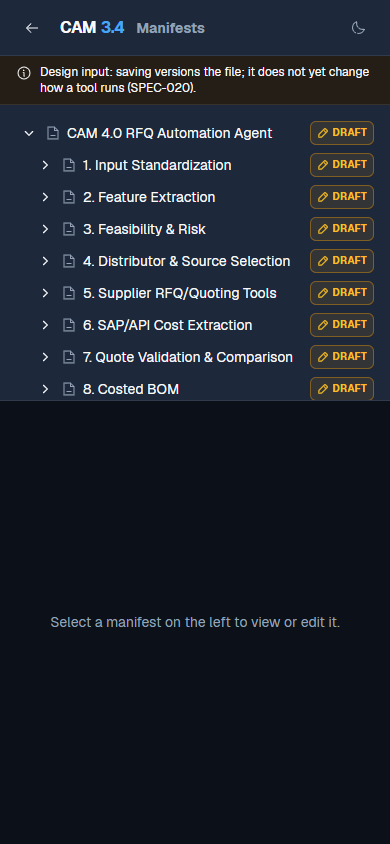 CAM 3.4 Manifests
Design input: saving versions the file; it does not yet change
how a tool runs (SPEC-020).
CAM 4.0 RFQ Automation Agent DRAFT
1. Input Standardization DRAFT
2. Feature Extraction DRAFT
3. Feasibility & Risk DRAFT
4. Distributor & Source Selection DRAFT
5. Supplier RFQ/Quoting Tools DRAFT
6. SAP/API Cost Extraction DRAFT
7. Quote Validation & Comparison DRAFT
8. Costed BOM DRAFT
Select a manifest on the left to view or edit it.